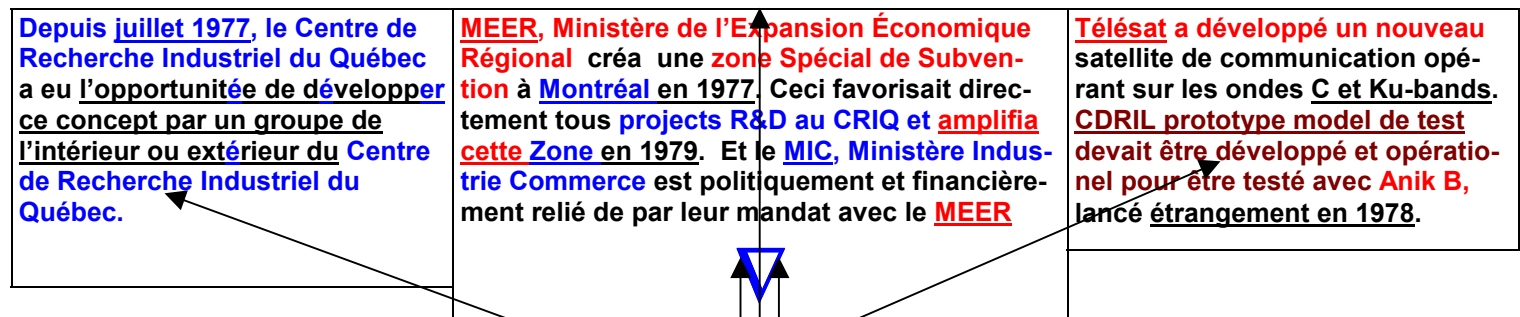 Depuis juillet 1977, le Centre de
Recherche Industriel du Québec
a eu l'opportunitée de développer
ce concept par un groupe de
l'intérieur ou extérieur du Centre
de Recherche Industriel du
Québec.
MEER, Ministère de l'Expansion Économique
Régional créa une zone Spécial de Subven-
tion à Montréal en 1977. Ceci favorisait direc-
tement tous projects R&D au CRIQ et amplifia
cette Zone en 1979. Et le MIC, Ministère Indus-
trie Commerce est politiquement et financière-
ment relié de par leur mandat avec le MEER
Télésat a développé un nouveau
satellite de communication opé-
rant sur les ondes C et Ku-bands.
CDRIL prototype model de test
devait être développé et opératio-
nel pour être testé avec Anik B,
lancé étrangement en 1978.